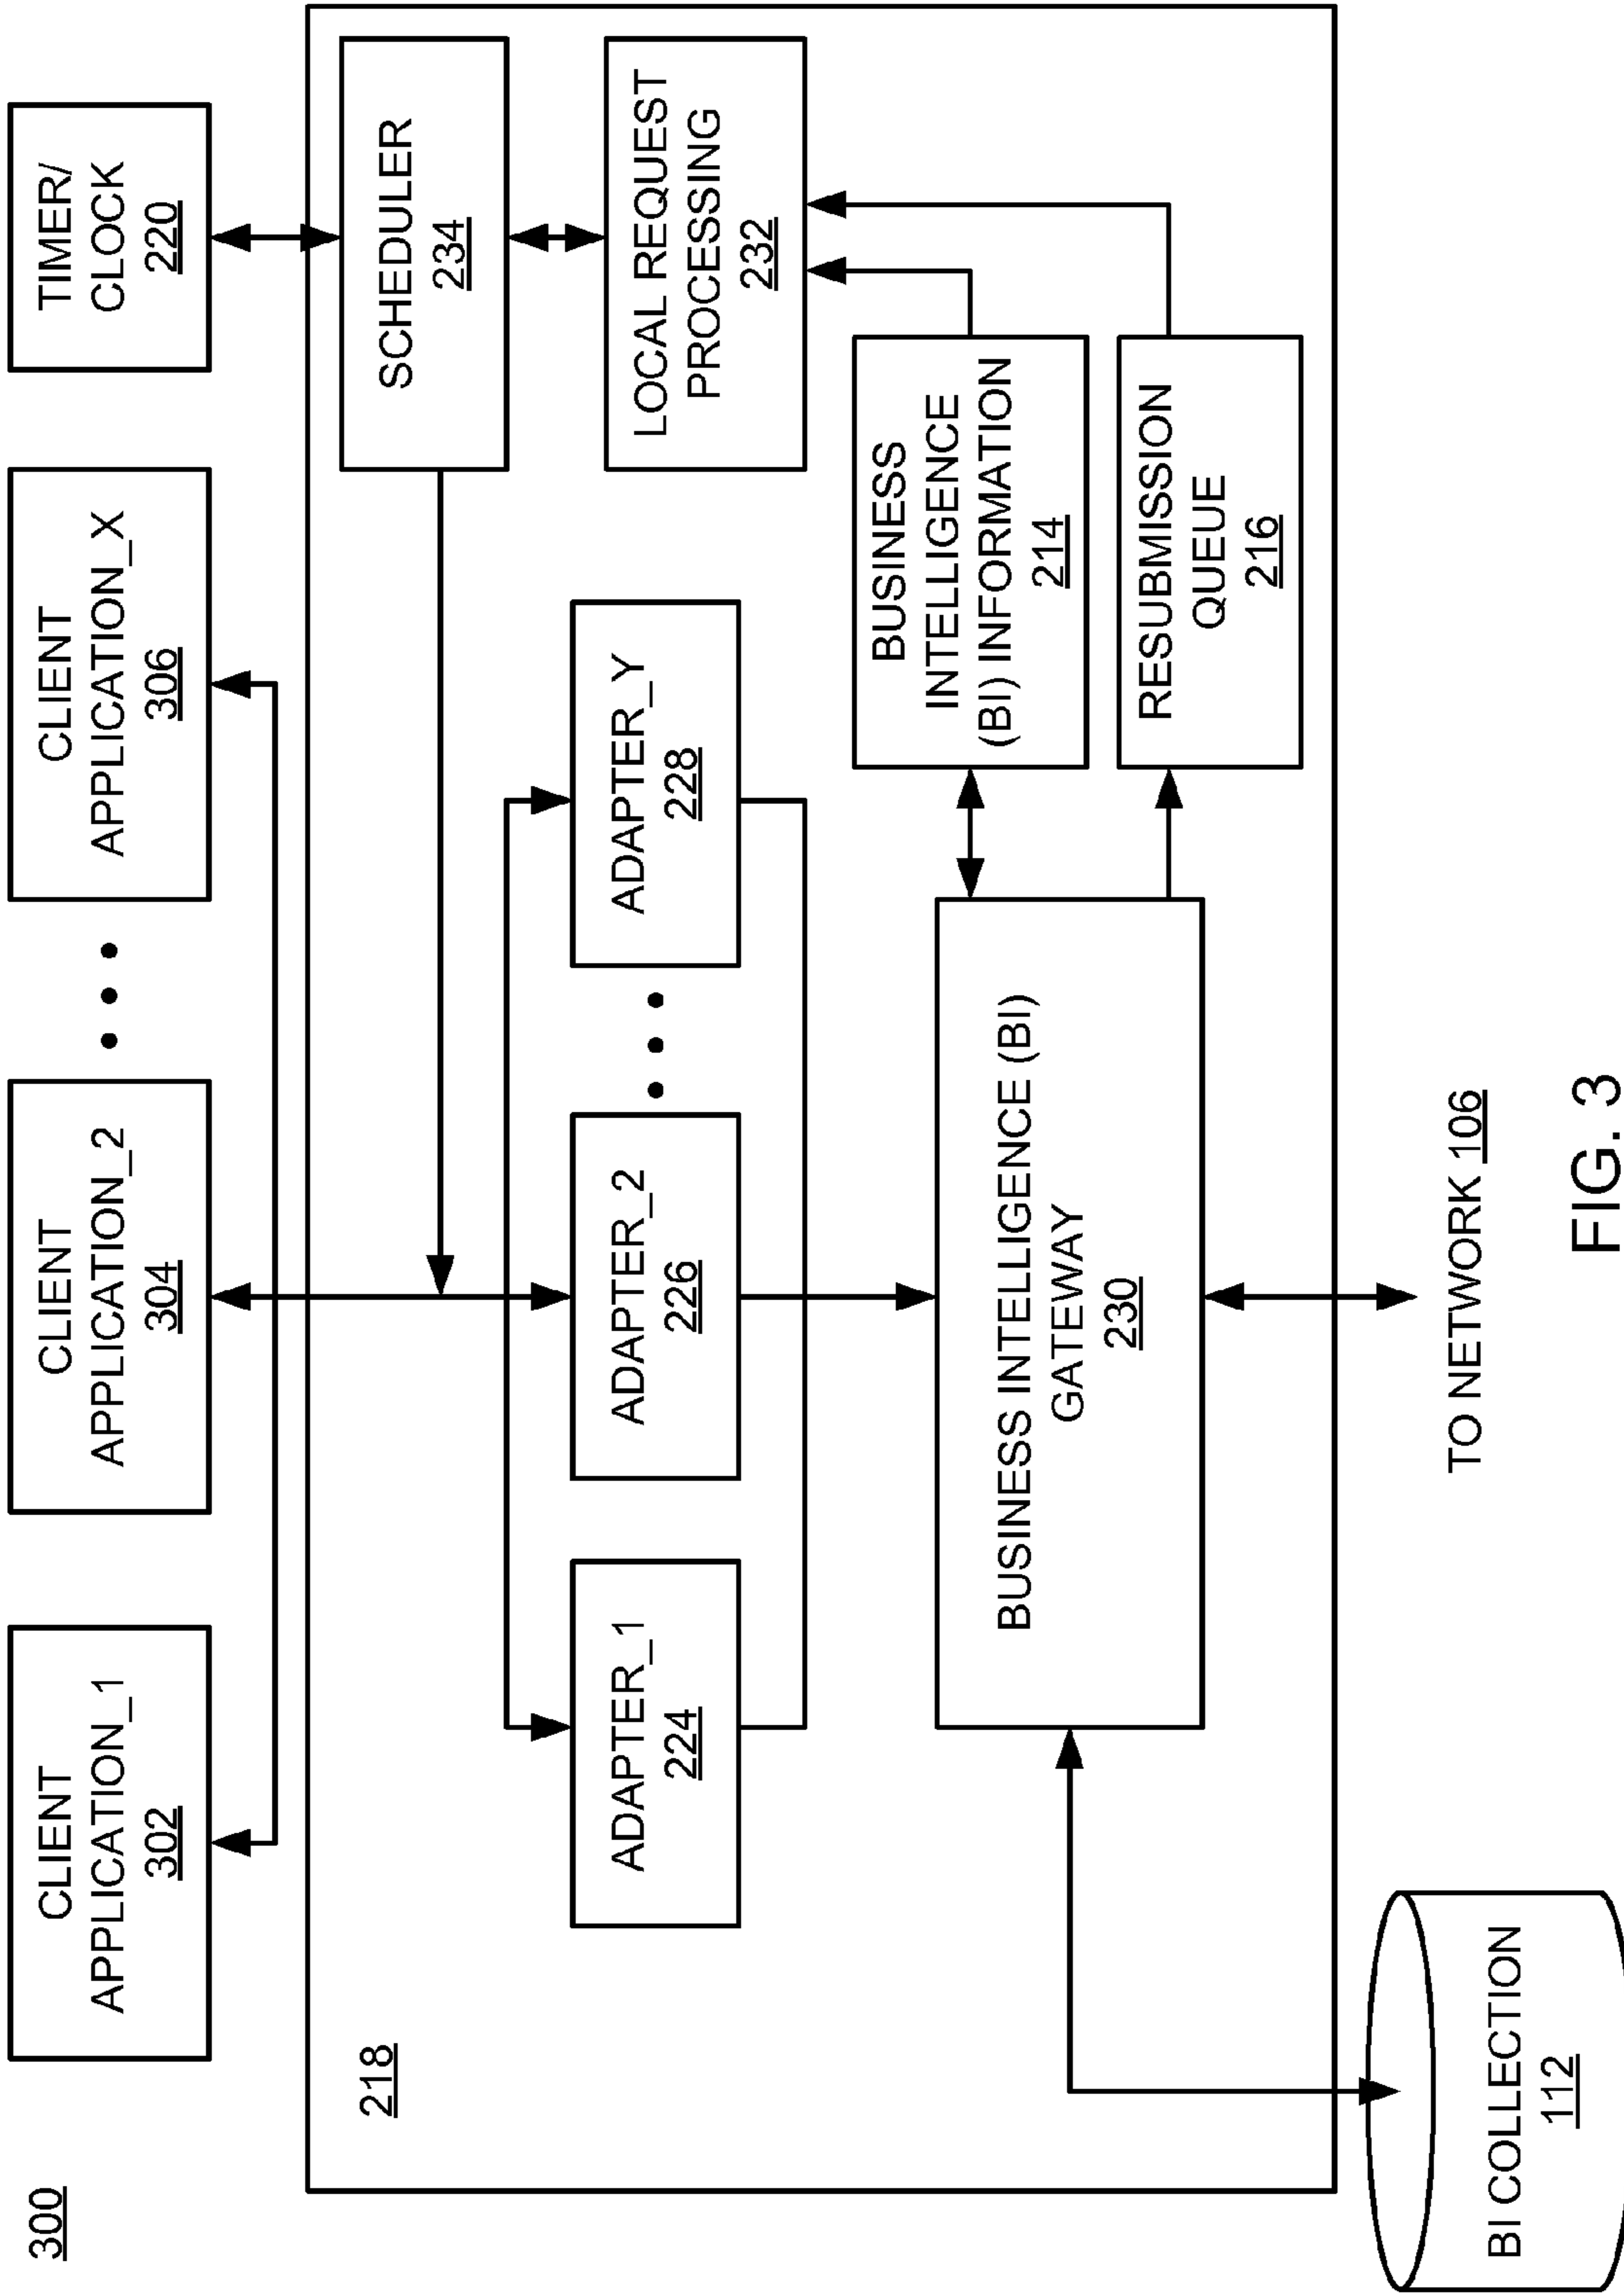 300
CLIENT
APPLICATION_1
302
CLIENT
APPLICATION_2
304
CLIENT
APPLICATION_X
306
TIMER/
CLOCK
220
218
SCHEDULER
234
ADAPTER_1
224
ADAPTER_2
226
ADAPTER_Y
228
LOCAL REQUEST
PROCESSING
232
BUSINESS INTELLIGENCE (BI)
GATEWAY
230
BUSINESS
INTELLIGENCE
(BI) INFORMATION
214
RESUBMISSION
QUEUE
216
BI COLLECTION
112
TO NETWORK 106
FIG. 3